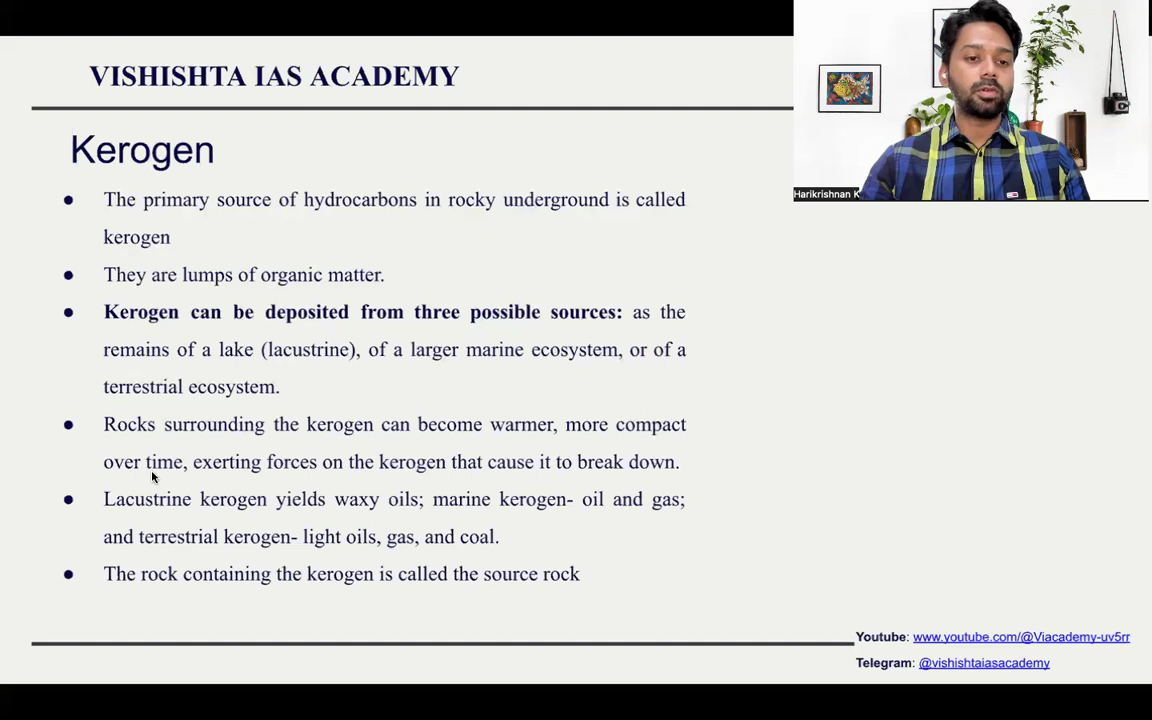 VISHISHTA IAS ACADEMY
Kerogen
● The primary source of hydrocarbons in rocky underground is called
kerogen
● They are lumps of organic matter.
● Kerogen can be deposited from three possible sources: as the
remains of a lake (lacustrine), of a larger marine ecosystem, or of a
terrestrial ecosystem.
● Rocks surrounding the kerogen can become warmer, more compact
over time, exerting forces on the kerogen that cause it to break down.
● Lacustrine kerogen yields waxy oils; marine kerogen- oil and gas;
and terrestrial kerogen- light oils, gas, and coal.
● The rock containing the kerogen is called the source rock
Harikrishnan K
Youtube: www.youtube.com/@Viacademy-uv5rr
Telegram: @vishishtaiasacademy